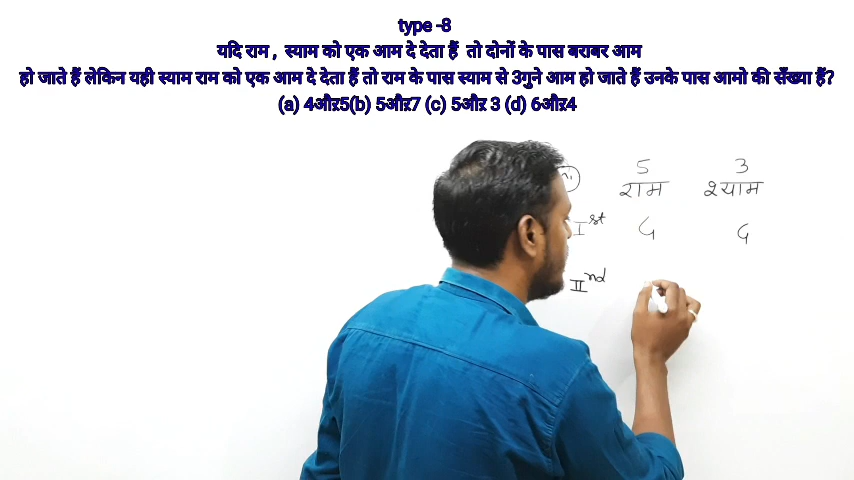 type -8
यदि राम , स्याम को एक आम दे देता हैं तो दोनों के पास बराबर आम
हो जाते हैं लेकिन यही स्याम राम को एक आम दे देता हैं तो राम के पास स्याम से 3गुने आम हो जाते हैं उनके पास आमो की सँख्या हैं?
(a) 4और5(b) 5और7 (c) 5और 3 (d) 6और4
5 3
राम श्याम
Ist 4 4
IInd